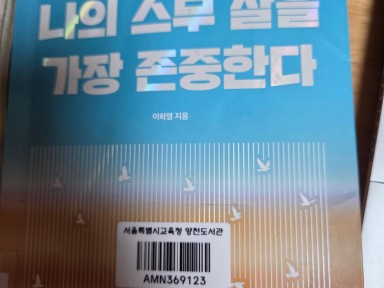 나의 스무 살을
가장 존중한다
이하영 지음
서울특별시교육청 양천도서관
AMN369123